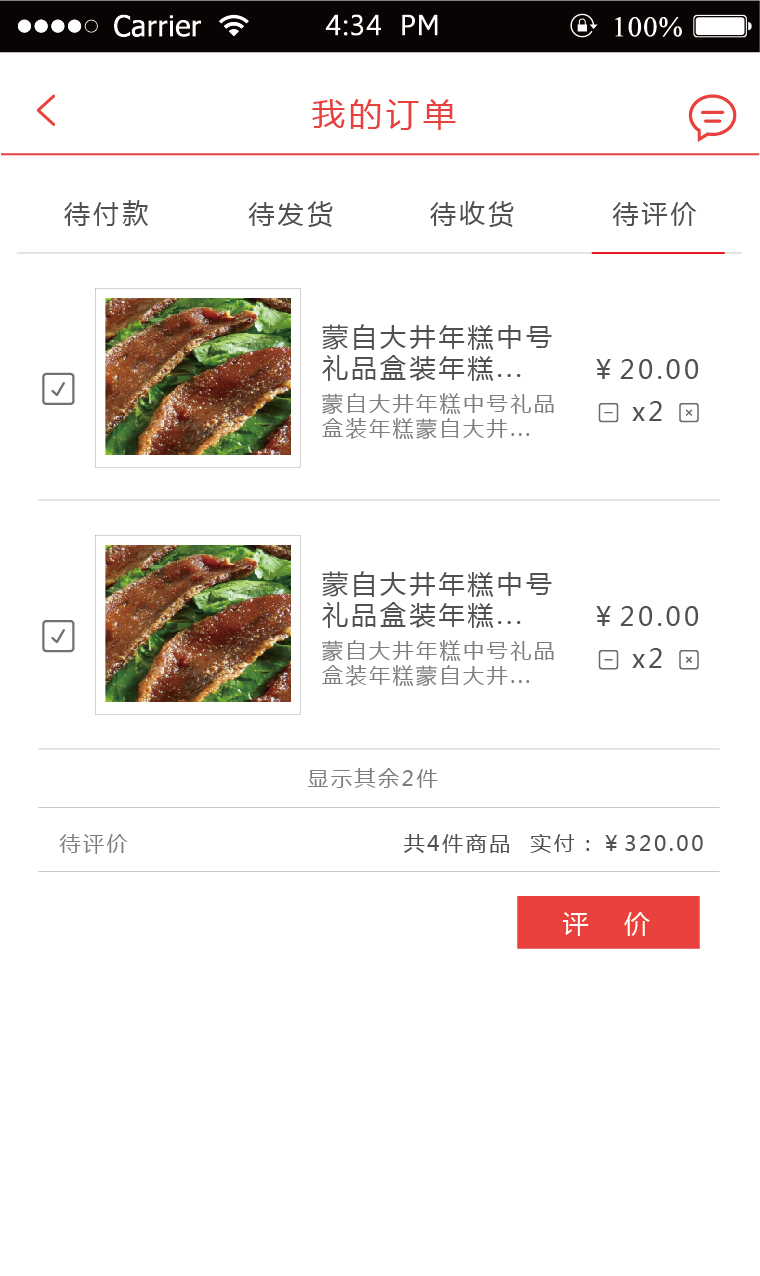 Carrier 4:34 PM 100%
我的订单
待付款 待发货 待收货 待评价
蒙自大井年糕中号
礼品盒装年糕...
蒙自大井年糕中号礼品
盒装年糕蒙自大井...
¥20.00
x2
蒙自大井年糕中号
礼品盒装年糕...
蒙自大井年糕中号礼品
盒装年糕蒙自大井...
¥20.00
x2
显示其余2件
待评价 共4件商品 实付：¥320.00
评 价